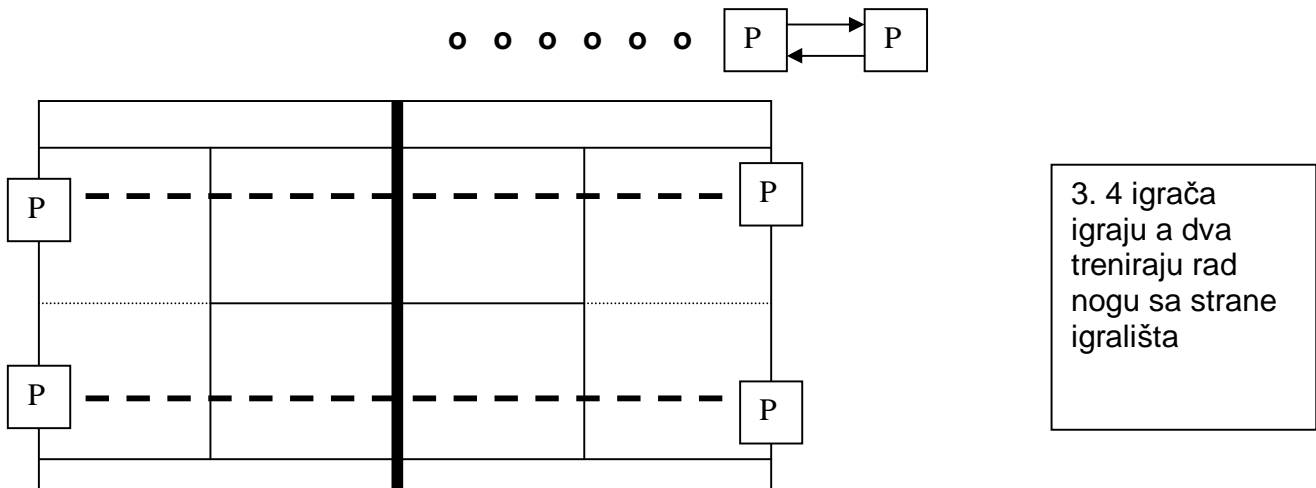 o o o o o o P P
P P
3. 4 igrača
igraju a dva
treniraju rad
nogu sa strane
igrališta
P P